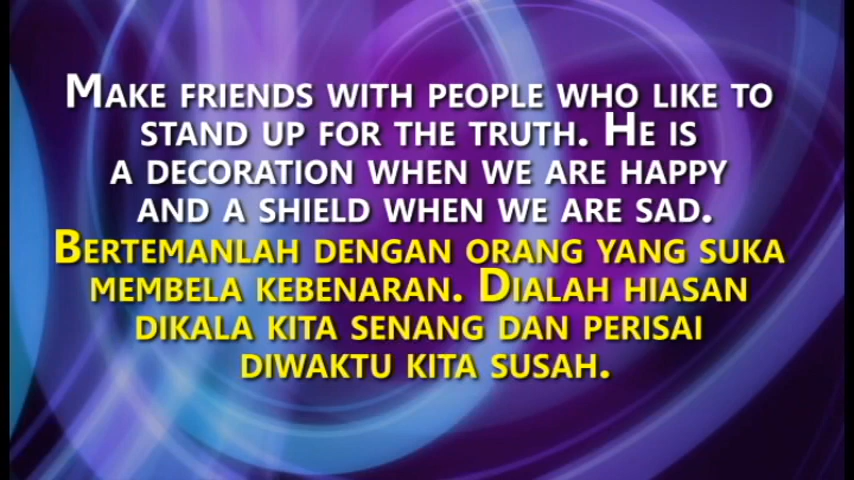 Make friends with people who like to
stand up for the truth. He is
a decoration when we are happy
and a shield when we are sad.
Bertemanlah dengan orang yang suka
membela kebenaran. Dialah hiasan
dikala kita senang dan perisai
diwaktu kita susah.